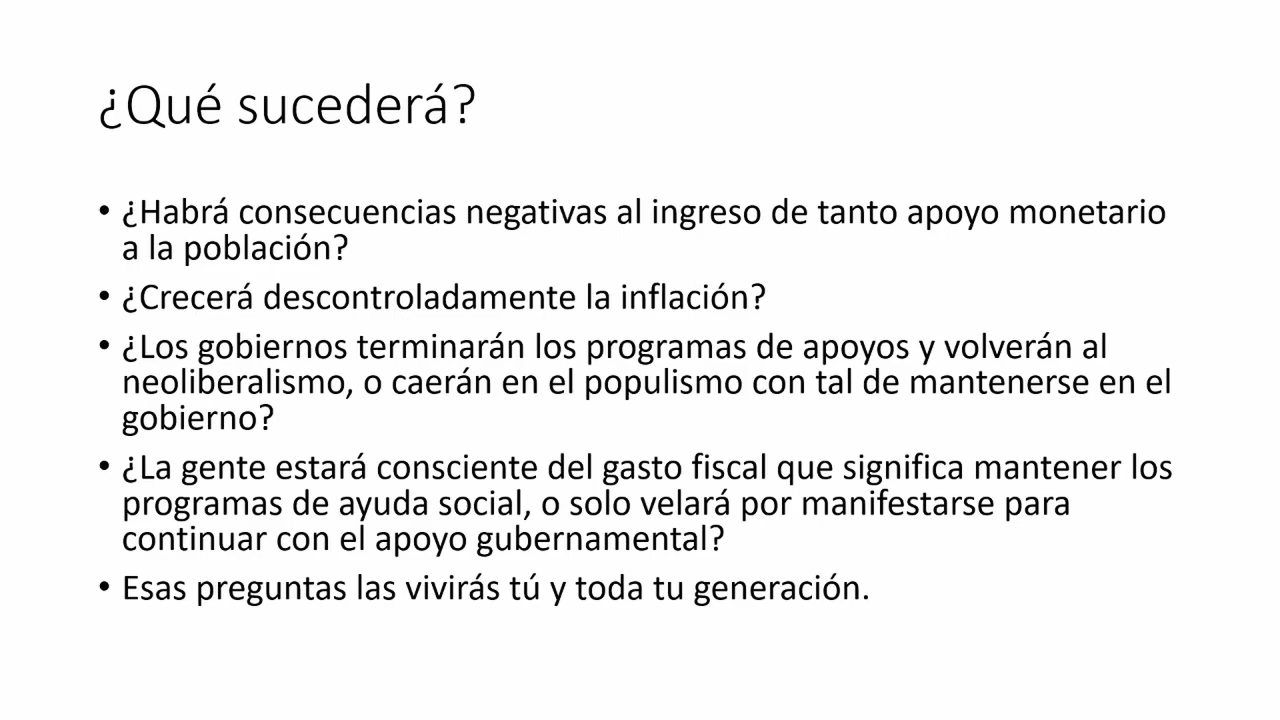 ¿Qué sucederá?
• ¿Habrá consecuencias negativas al ingreso de tanto apoyo monetario
a la población?
• ¿Crecerá descontroladamente la inflación?
• ¿Los gobiernos terminarán los programas de apoyos y volverán al
neoliberalismo, o caerán en el populismo con tal de mantenerse en el
gobierno?
• ¿La gente estará consciente del gasto fiscal que significa mantener los
programas de ayuda social, o solo velará por manifestarse para
continuar con el apoyo gubernamental?
• Esas preguntas las vivirás tú y toda tu generación.